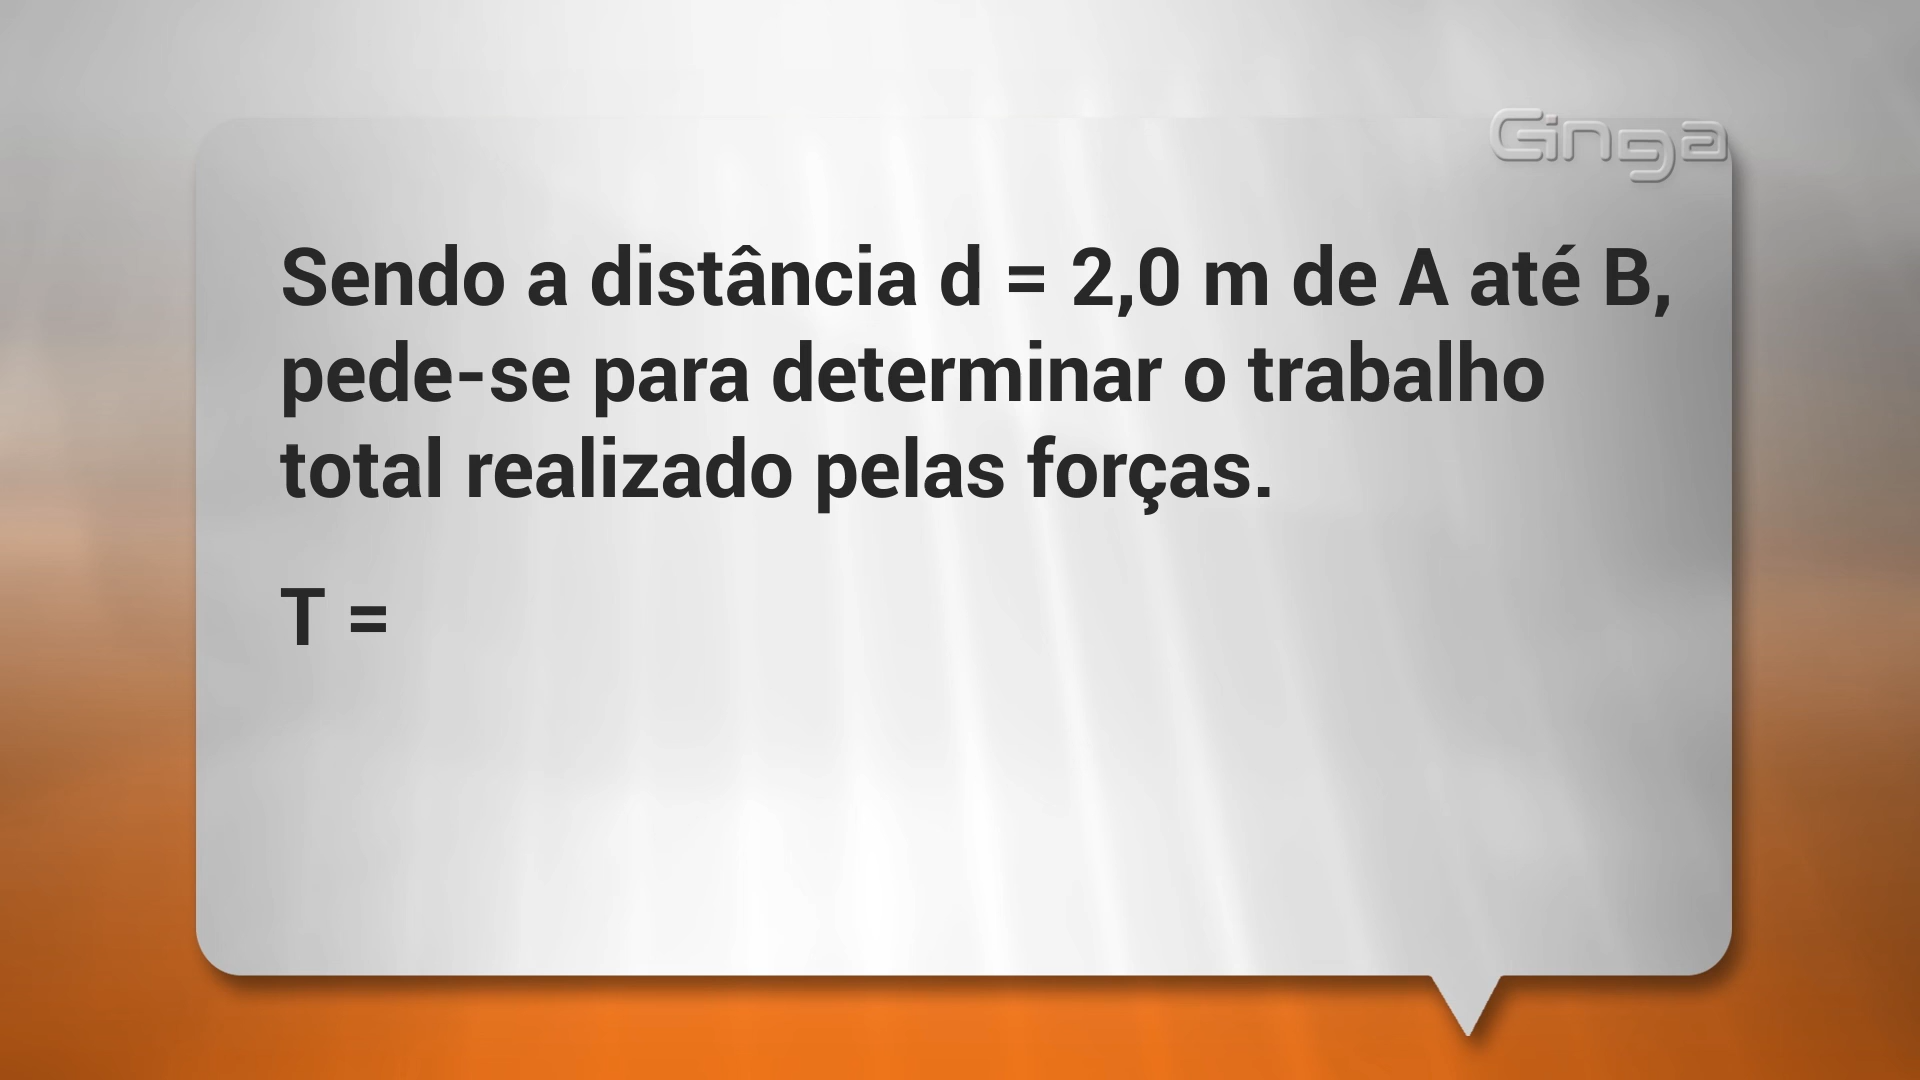 Ginga
Sendo a distância d = 2,0 m de A até B,
pede-se para determinar o trabalho
total realizado pelas forças.
T =